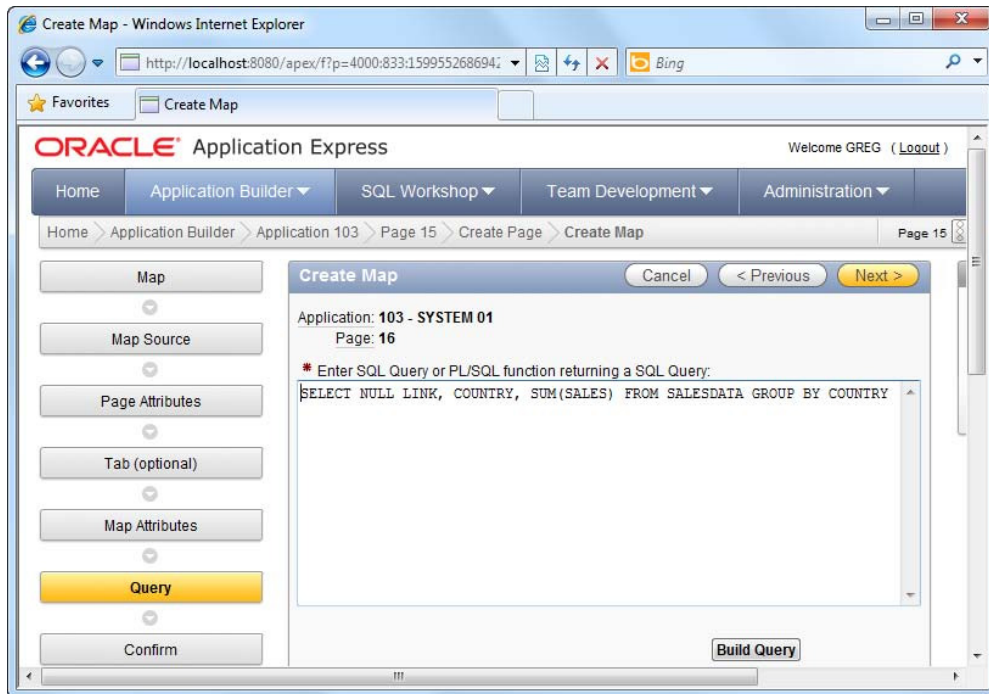 Create Map - Windows Internet Explorer
http://localhost:8080/apex/f?p=4000:833:159955268694
Bing
Favorites
Create Map
ORACLE Application Express
Welcome GREG ( Logout )
Home
Application Builder
SQL Workshop
Team Development
Administration
Home
Application Builder
Application 103
Page 15
Create Page
Create Map
Page 15
Map
Map Source
Page Attributes
Tab (optional)
Map Attributes
Query
Confirm
Create Map
Cancel
< Previous
Next >
Application: 103 - SYSTEM 01
Page: 16
* Enter SQL Query or PL/SQL function returning a SQL Query:
SELECT NULL LINK, COUNTRY, SUM(SALES) FROM SALESDATA GROUP BY COUNTRY
Build Query